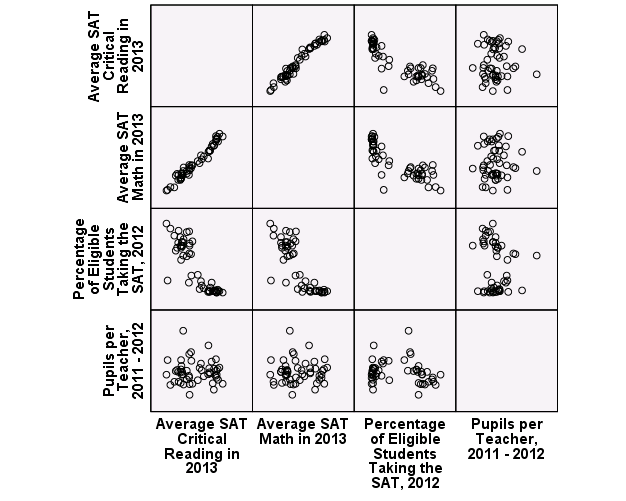 Average SAT
Critical
Reading in
2013
Average SAT
Math in 2013
Percentage
of Eligible
Students
Taking the
SAT, 2012
Pupils per
Teacher,
2011 - 2012
Average SAT
Critical
Reading in
2013
Average SAT
Math in 2013
Percentage
of Eligible
Students
Taking the
SAT, 2012
Pupils per
Teacher,
2011 - 2012